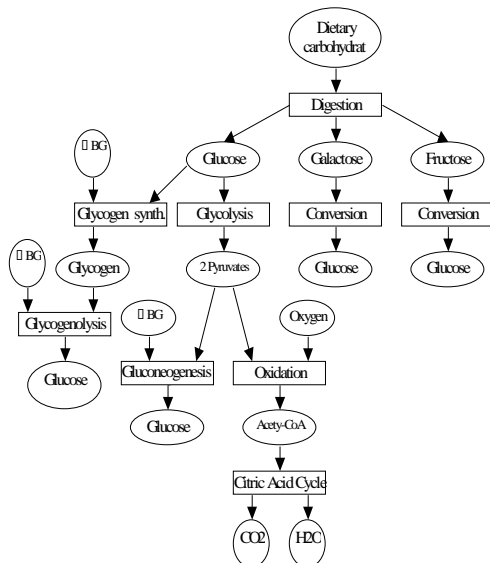 Dietary
carbohydrat
Digestion
▯ BG
Glucose
Galactose
Fructose
Glycogen synth.
Glycolysis
Conversion
Conversion
▯ BG
Glycogen
2 Pyruvates
Glucose
Glucose
Glycogenolysis
▯ BG
Oxygen
Glucose
Gluconeogenesis
Oxidation
Glucose
Acety-CoA
Citric Acid Cycle
CO2
H2C